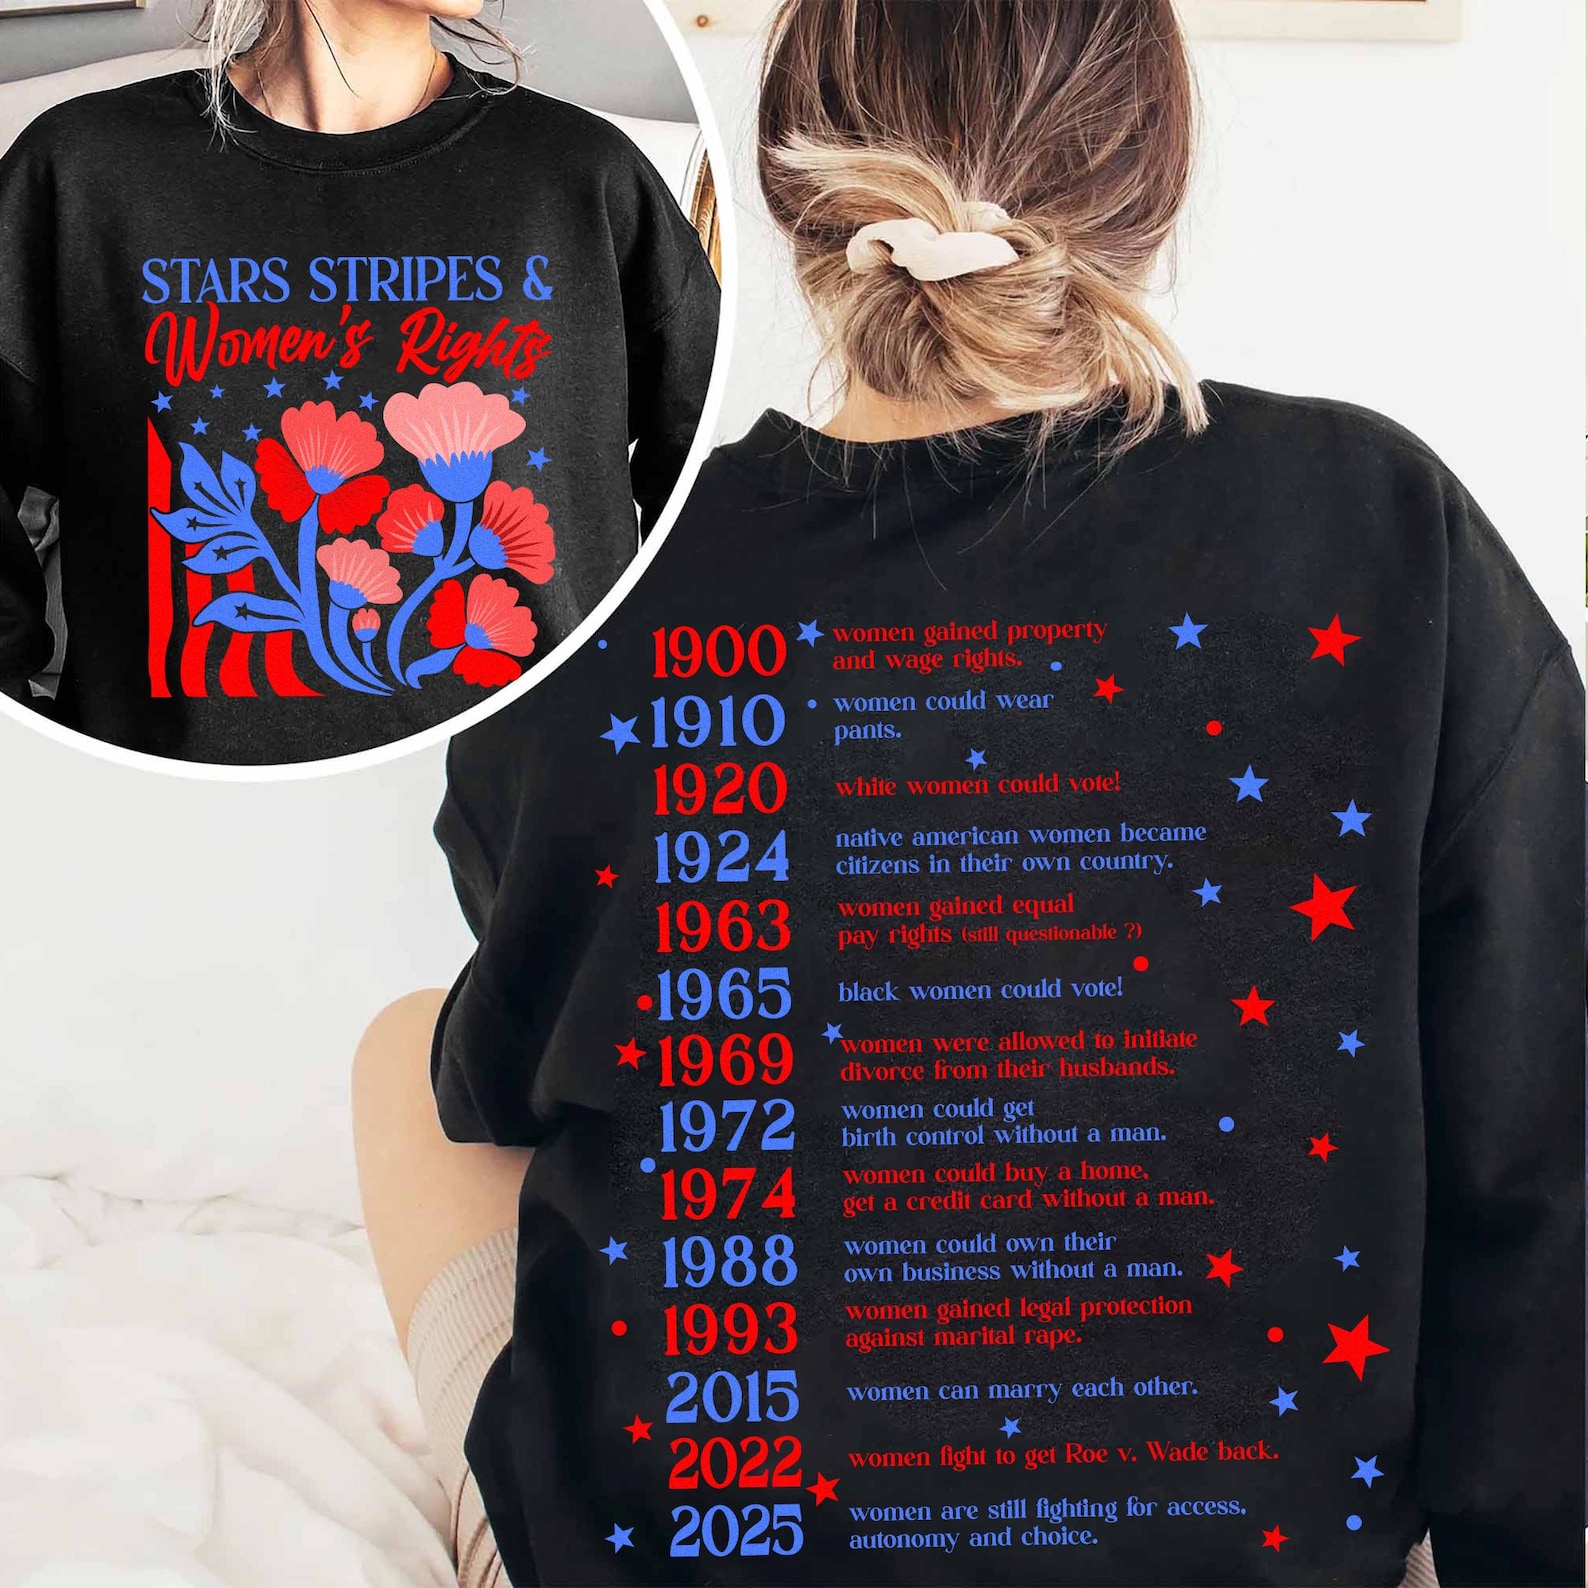 STARS STRIPES &
Women's Rights
1900 women gained property
and wage rights.
1910 women could wear
pants.
1920 white women could vote!
1924 native american women became
citizens in their own country.
1963 women gained equal
pay rights (still questionable ?)
1965 black women could vote!
1969 women were allowed to initiate
divorce from their husbands.
1972 women could get
birth control without a man.
1974 women could buy a home,
get a credit card without a man.
1988 women could own their
own business without a man.
1993 women gained legal protection
against marital rape.
2015 women can marry each other.
2022 women fight to get Roe v. Wade back.
2025 women are still fighting for access,
autonomy and choice.